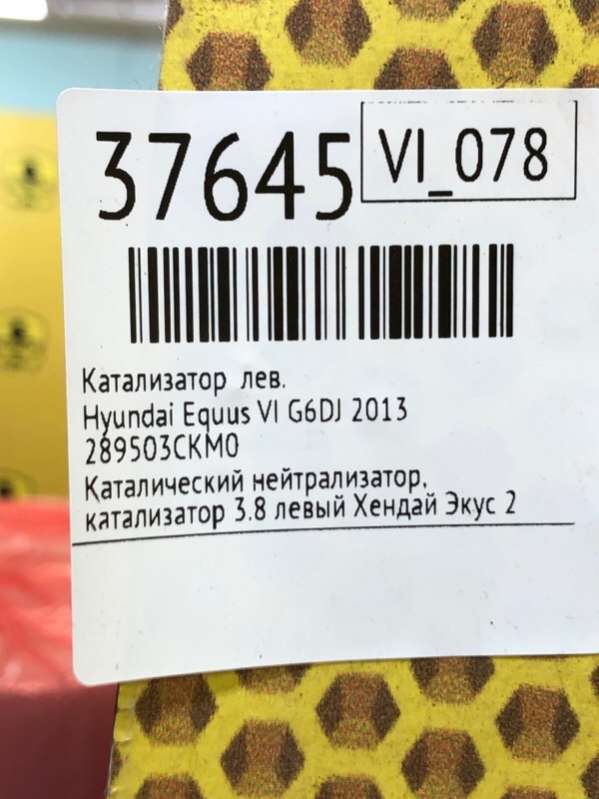 37645
VI_078
Катализатор лев.
Hyundai Equus VI G6DJ 2013
289503CKM0
Каталический нейтрализатор,
катализатор 3.8 левый Хендай Экус 2